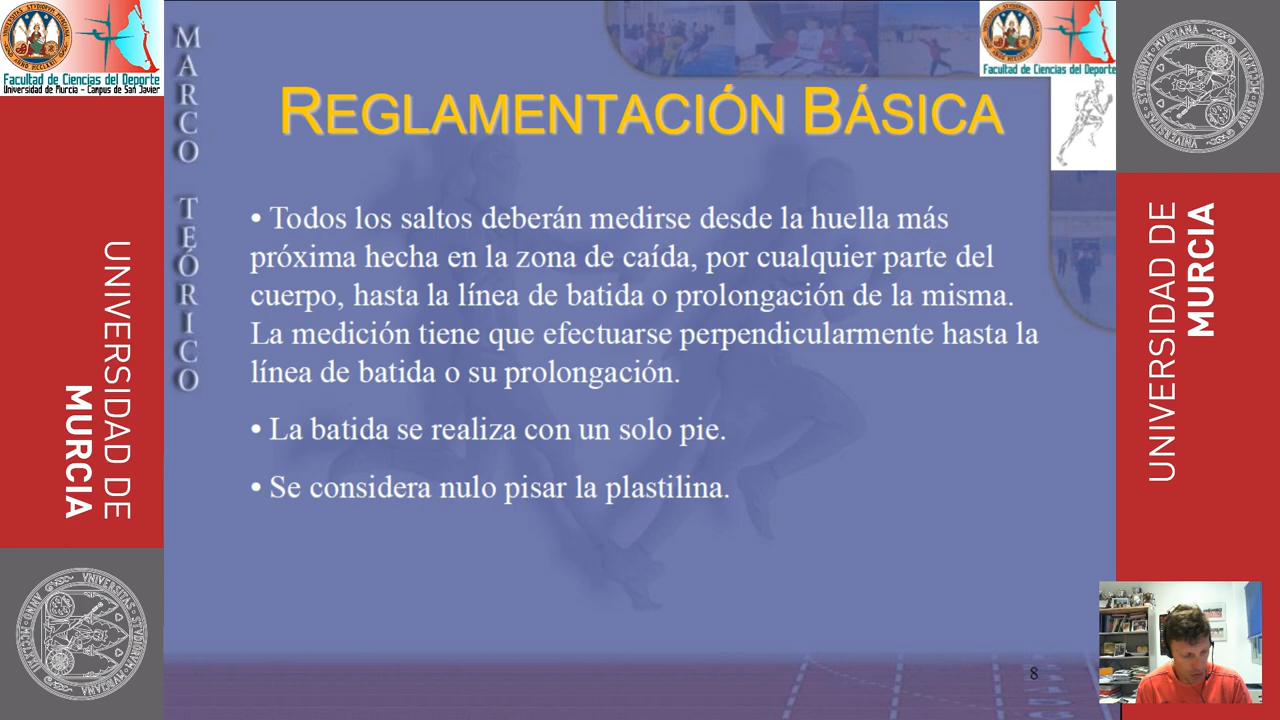 Facultad de Ciencias del Deporte
Universidad de Murcia - Campus de San Javier
UNIVERSIDAD DE
MURCIA
MARCO TEÓRICO
REGLAMENTACIÓN BÁSICA
• Todos los saltos deberán medirse desde la huella más
próxima hecha en la zona de caída, por cualquier parte del
cuerpo, hasta la línea de batida o prolongación de la misma.
La medición tiene que efectuarse perpendicularmente hasta la
línea de batida o su prolongación.
• La batida se realiza con un solo pie.
• Se considera nulo pisar la plastilina.
8
Facultad de Ciencias del Deporte
UNIVERSIDAD DE
MURCIA